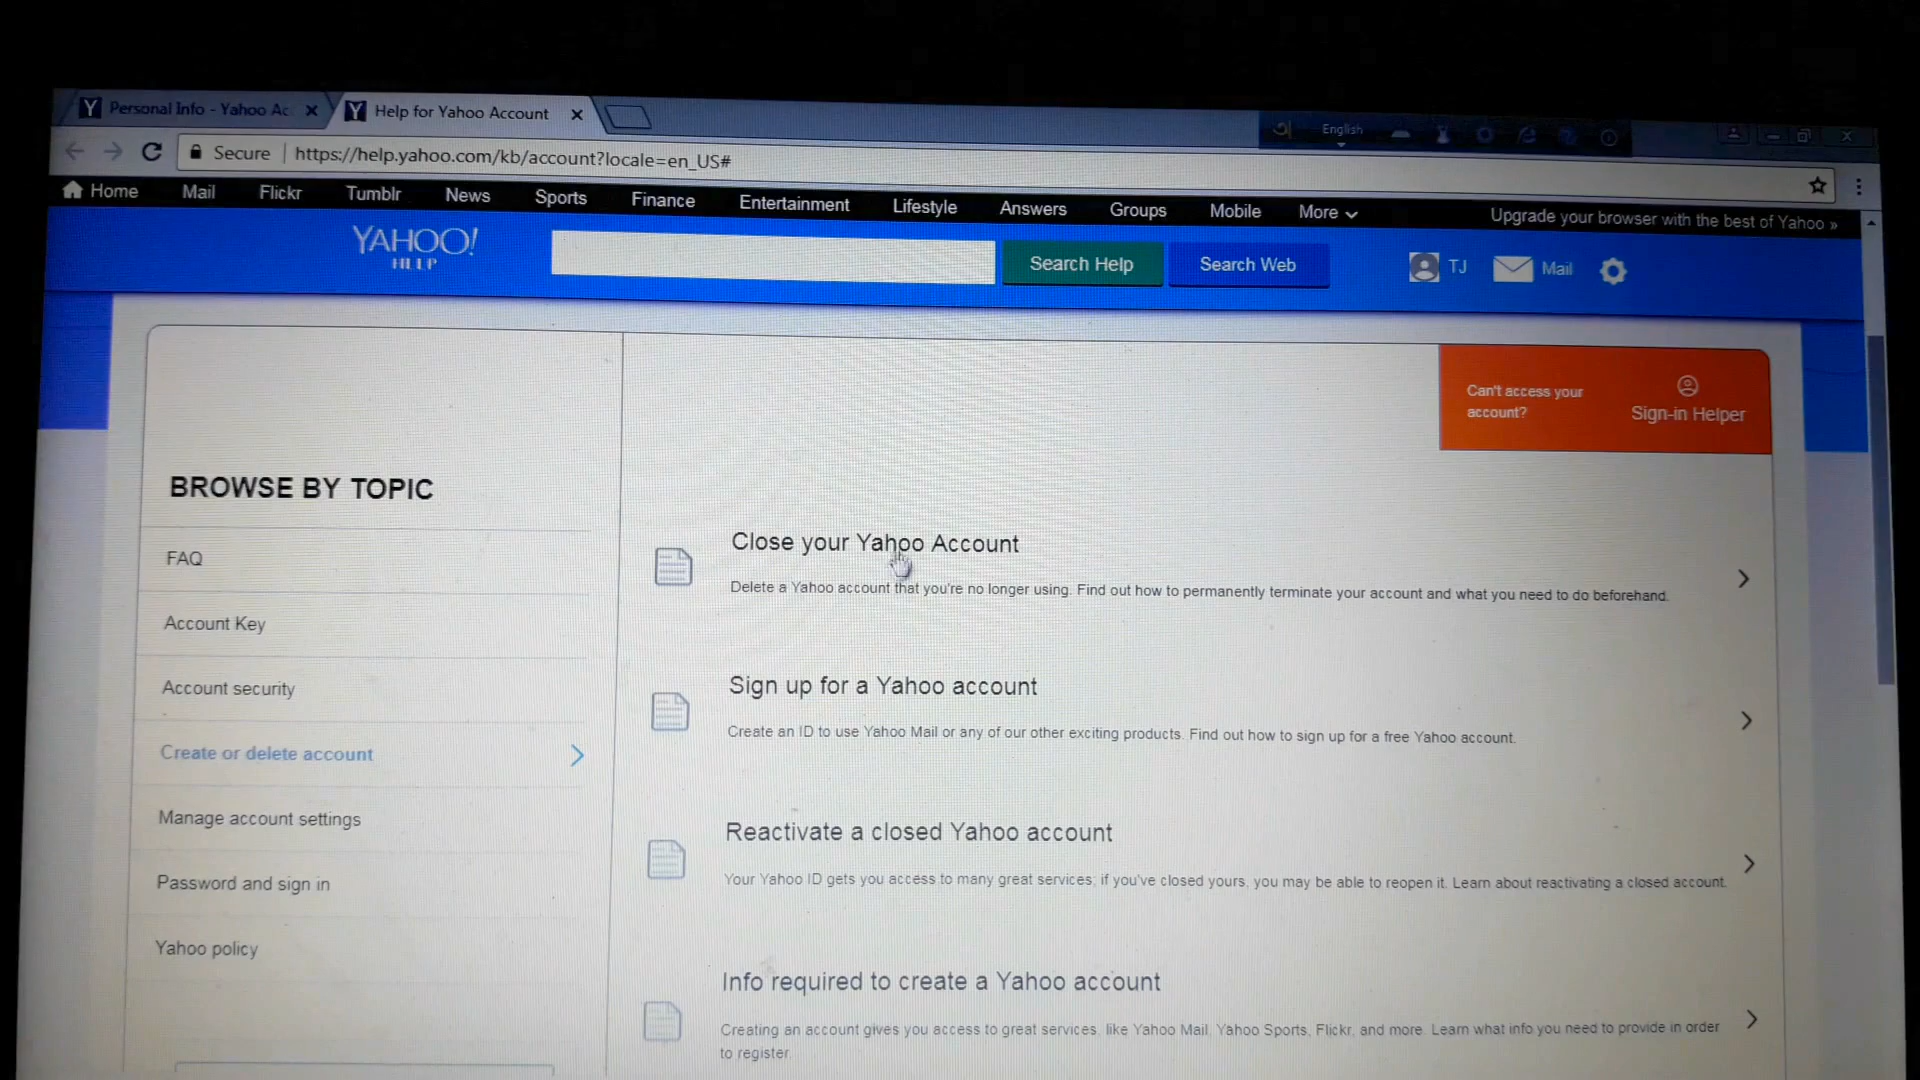 Personal Info - Yahoo Ac
Help for Yahoo Account
English
Secure
https://help.yahoo.com/kb/account?locale=en_US#
Home Mail Flickr Tumblr News Sports Finance Entertainment Lifestyle Answers Groups Mobile More
Upgrade your browser with the best of Yahoo »
YAHOO!
HELP
Search Help
Search Web
TJ
Mail
Can't access your
account?
Sign-in Helper
BROWSE BY TOPIC
FAQ
Account Key
Account security
Create or delete account
Manage account settings
Password and sign in
Yahoo policy
Close your Yahoo Account
Delete a Yahoo account that you're no longer using. Find out how to permanently terminate your account and what you need to do beforehand.
Sign up for a Yahoo account
Create an ID to use Yahoo Mail or any of our other exciting products. Find out how to sign up for a free Yahoo account.
Reactivate a closed Yahoo account
Your Yahoo ID gets you access to many great services; if you've closed yours, you may be able to reopen it. Learn about reactivating a closed account.
Info required to create a Yahoo account
Creating an account gives you access to great services, like Yahoo Mail, Yahoo Sports, Flickr, and more. Learn what info you need to provide in order
to register.